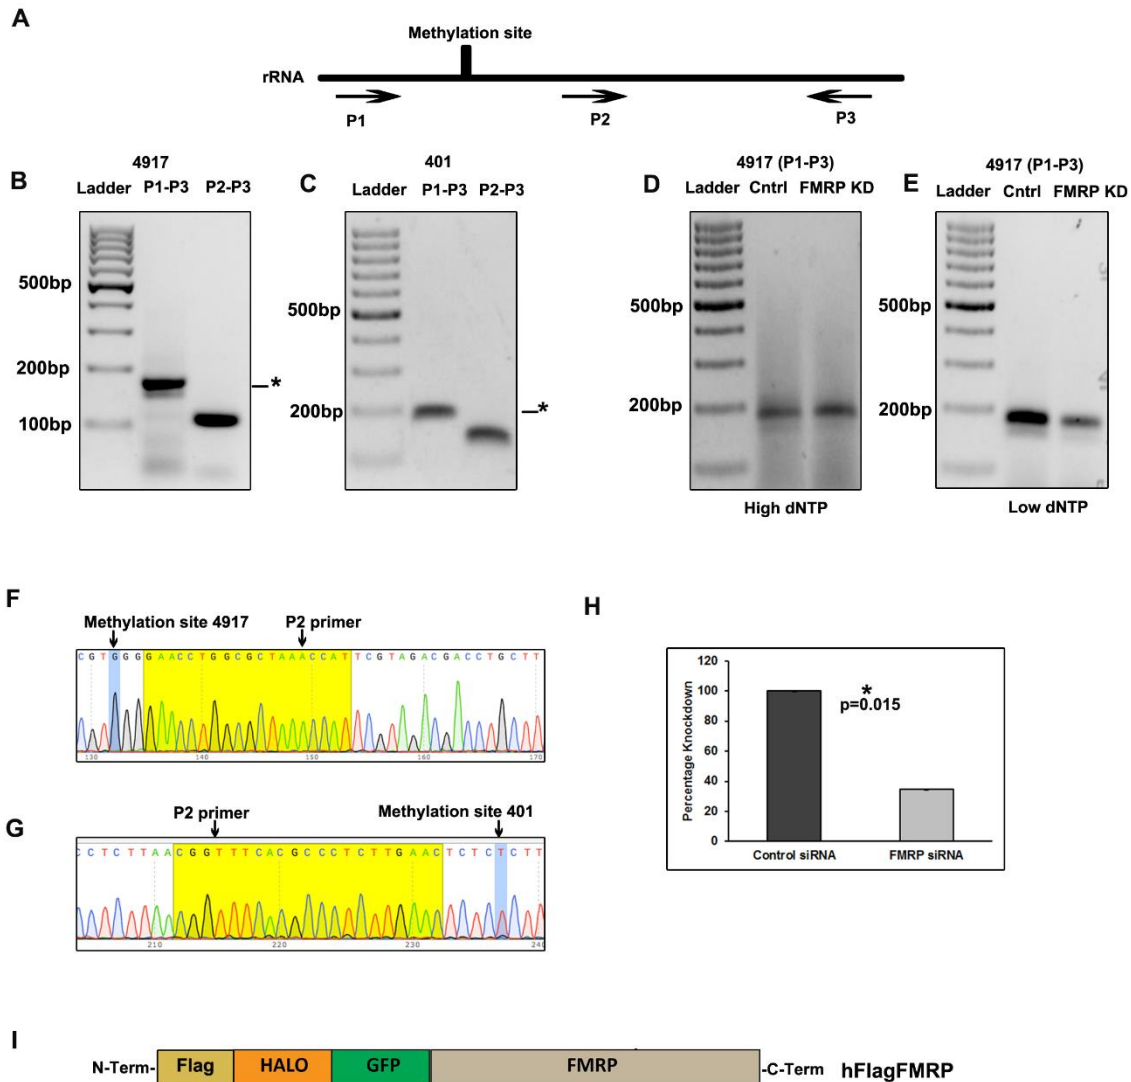 A
Methylation site
rRNA
P1
P2
P3
B
4917
Ladder P1-P3 P2-P3
500bp
200bp
100bp
*
C
401
Ladder P1-P3 P2-P3
500bp
200bp
*
D
4917 (P1-P3)
Ladder Cntrl FMRP KD
500bp
200bp
High dNTP
E
4917 (P1-P3)
Ladder Cntrl FMRP KD
500bp
200bp
Low dNTP
F
Methylation site 4917
P2 primer
C G T G G G G A A C C T G G C G C T A A A C C A T T C G T A G A C G A C C T G C T T
130 140 150 160 170
G
P2 primer
Methylation site 401
C C T C T T A A C G G T T T C A C G C C C T C T T G A A C T C T C T C T T
210 220 230 240
H
Percentage Knockdown
120
100
80
60
40
20
0
*
p=0.015
Control siRNA
FMRP siRNA
I
N-Term- Flag HALO GFP FMRP -C-Term hFlagFMRP